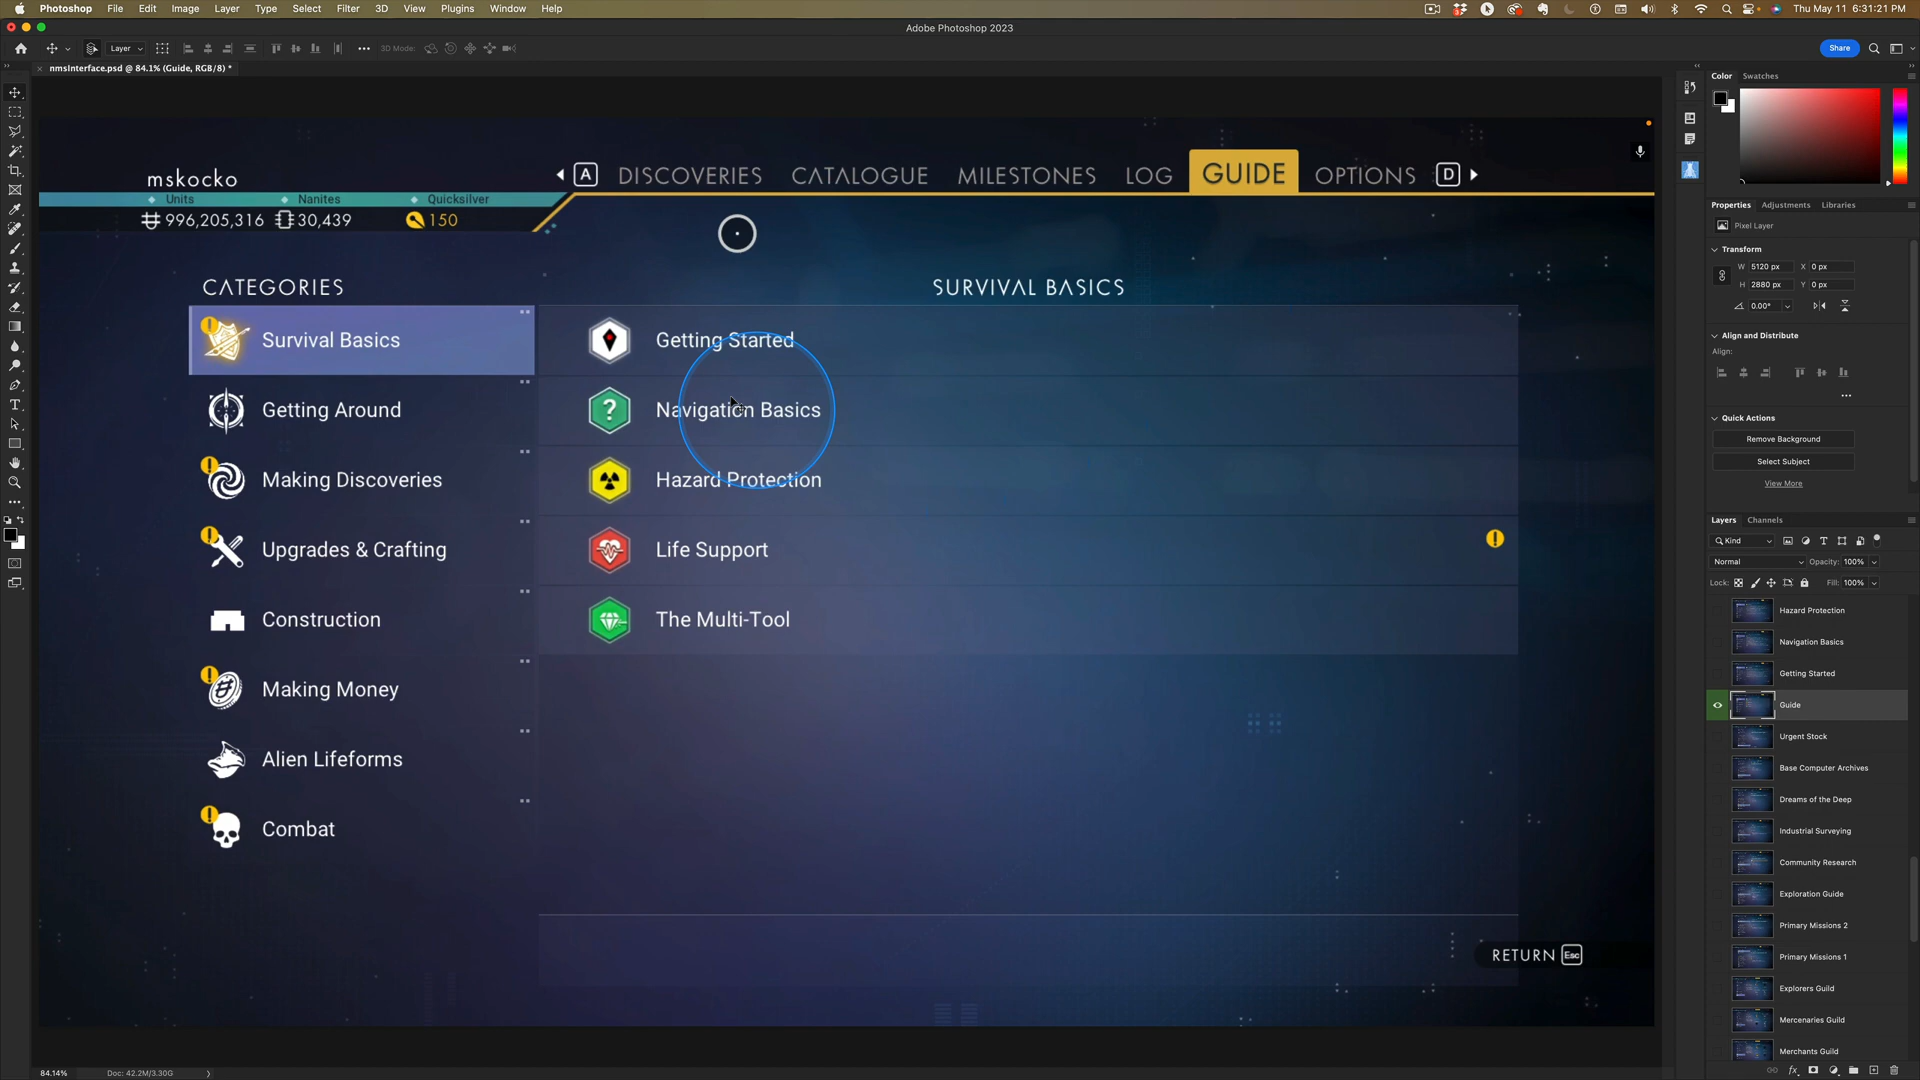 Photoshop File Edit Image Layer Type Select Filter 3D View Plugins Window Help
Thu May 11 6:31:21 PM
Adobe Photoshop 2023
Layer
3D Mode:
Share
nmsInterface.psd @ 84.1% (Guide, RGB/8) *
mskocko
Units Nanites Quicksilver
996,205,316 30,439 150
A DISCOVERIES CATALOGUE MILESTONES LOG GUIDE OPTIONS D
CATEGORIES
Survival Basics
Getting Around
Making Discoveries
Upgrades & Crafting
Construction
Making Money
Alien Lifeforms
Combat
SURVIVAL BASICS
Getting Started
Navigation Basics
Hazard Protection
Life Support
The Multi-Tool
RETURN Esc
Color Swatches
Properties Adjustments Libraries
Pixel Layer
Transform
W 5120 px X 0 px
H 2880 px Y 0 px
0.00°
Align and Distribute
Align:
Quick Actions
Remove Background
Select Subject
View More
Layers Channels
Kind
Normal Opacity: 100%
Lock: Fill: 100%
Hazard Protection
Navigation Basics
Getting Started
Guide
Urgent Stock
Base Computer Archives
Dreams of the Deep
Industrial Surveying
Community Research
Exploration Guide
Primary Missions 2
Primary Missions 1
Explorers Guild
Mercenaries Guild
Merchants Guild
fx
84.14% Doc: 42.2M/3.30G